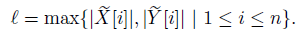 ℓ = max{|X̃[i]|, |Ỹ[i]| | 1 ≤ i ≤ n}.